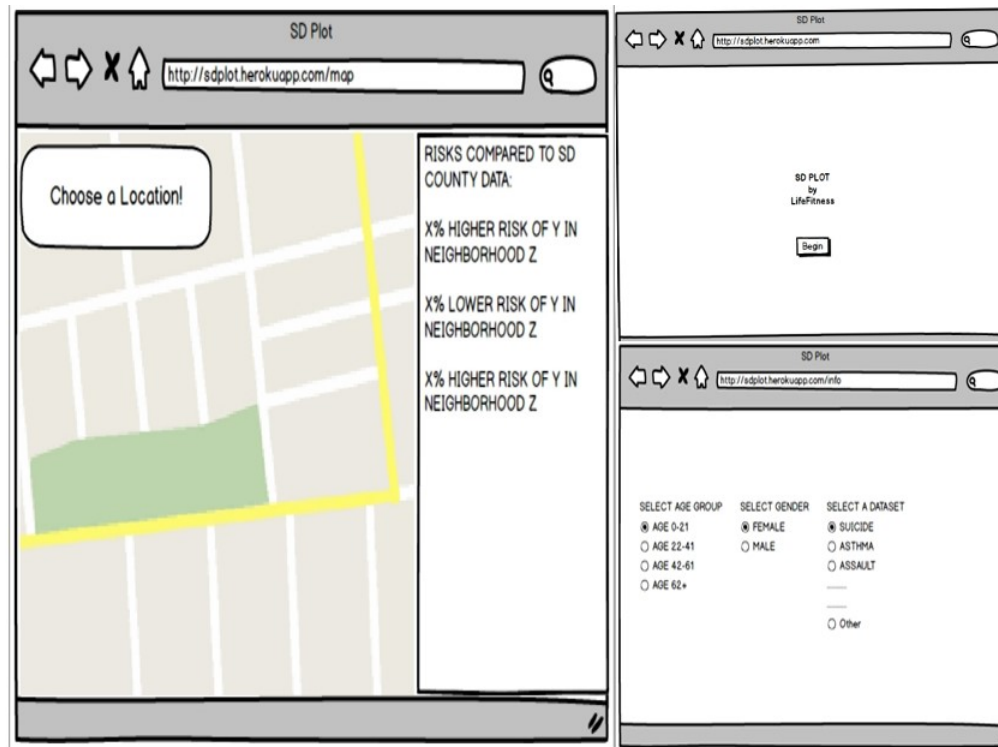 SD Plot
http://sdplot.herokuapp.com/map
Choose a Location!
RISKS COMPARED TO SD
COUNTY DATA:
X% HIGHER RISK OF Y IN
NEIGHBORHOOD Z
X% LOWER RISK OF Y IN
NEIGHBORHOOD Z
X% HIGHER RISK OF Y IN
NEIGHBORHOOD Z
SD Plot
http://sdplot.herokuapp.com
SD PLOT
by
LifeFitness
Begin
SD Plot
http://sdplot.herokuapp.com/info
SELECT AGE GROUP
AGE 0-21
AGE 22-41
AGE 42-61
AGE 62+
SELECT GENDER
FEMALE
MALE
SELECT A DATASET
SUICIDE
ASTHMA
ASSAULT
Other